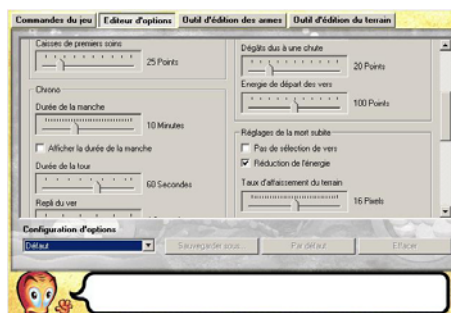 Commandes du jeu
Editeur d'options
Outil d'édition des armes
Outil d'édition du terrain
Caisses de premiers soins
25 Points
Chrono
Durée de la manche
10 Minutes
Afficher la durée de la manche
Durée de la tour
60 Secondes
Repli du ver
Dégâts dus à une chute
20 Points
Energie de départ des vers
100 Points
Réglages de la mort subite
Pas de sélection de vers
Réduction de l'énergie
Taux d'affaissement du terrain
16 Pixels
Configuration d'options
Défaut
Sauvegarder sous...
Par défaut
Effacer